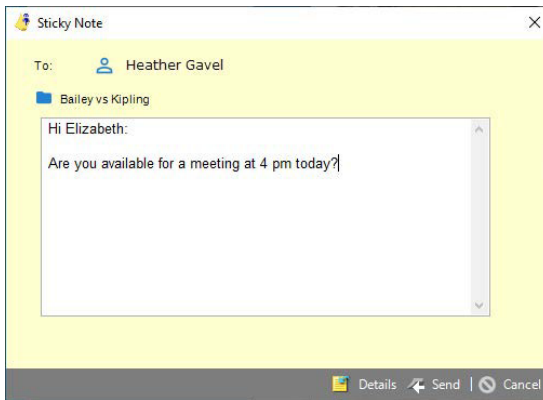 Sticky Note
To: Heather Gavel
Bailey vs Kipling
Hi Elizabeth:
Are you available for a meeting at 4 pm today?
Details Send | Cancel